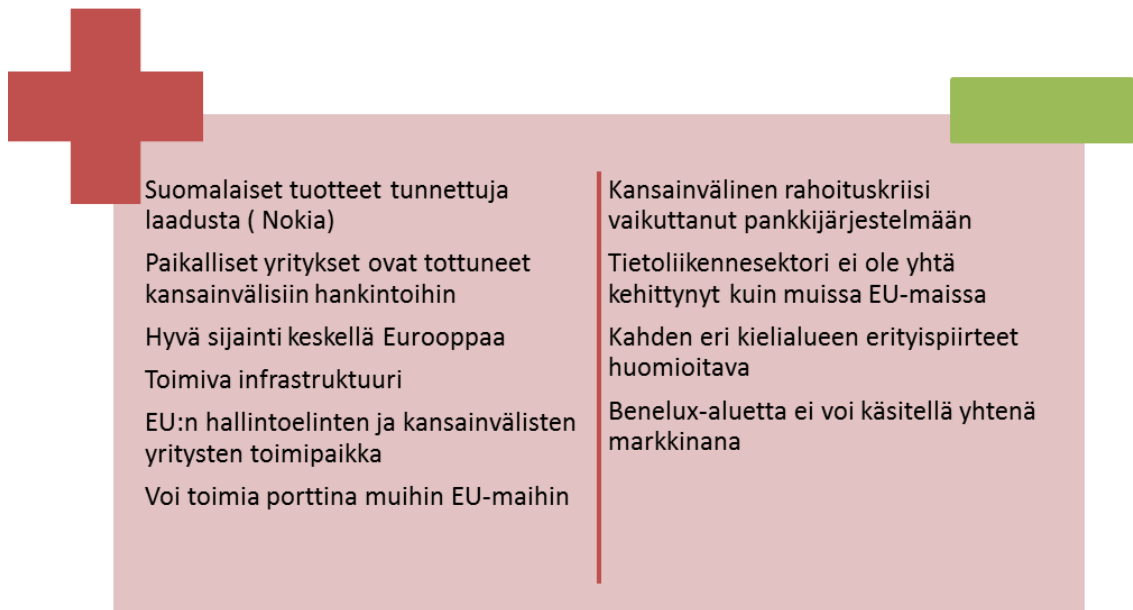 Suomalaiset tuotteet tunnettuja
laadusta ( Nokia)
Paikalliset yritykset ovat tottuneet
kansainvälisiin hankintoihin
Hyvä sijainti keskellä Eurooppaa
Toimiva infrastruktuuri
EU:n hallintoelinten ja kansainvälisten
yritysten toimipaikka
Voi toimia porttina muihin EU-maihin
Kansainvälinen rahoituskriisi
vaikuttanut pankkijärjestelmään
Tietoliikennesektori ei ole yhtä
kehittynyt kuin muissa EU-maissa
Kahden eri kielialueen erityispiirteet
huomioitava
Benelux-aluetta ei voi käsitellä yhtenä
markkinana